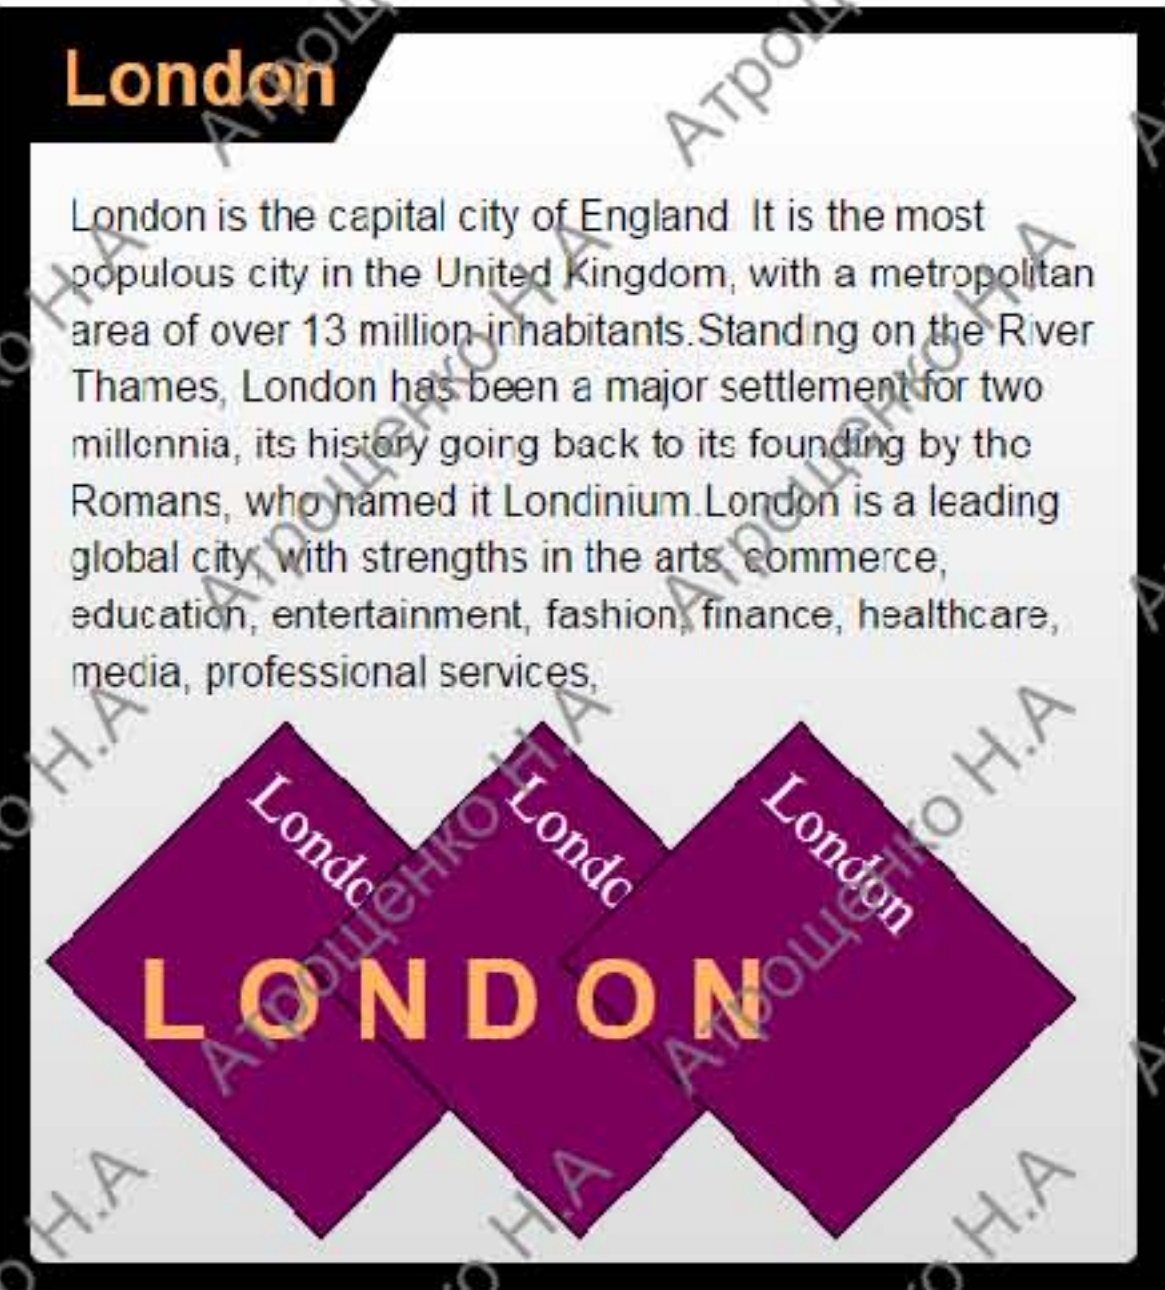 London
London is the capital city of England. It is the most
populous city in the United Kingdom, with a metropolitan
area of over 13 million inhabitants.Standing on the River
Thames, London has been a major settlement for two
millennia, its history going back to its founding by the
Romans, who named it Londinium.London is a leading
global city, with strengths in the arts, commerce,
education, entertainment, fashion, finance, healthcare,
media, professional services,
Londo
Londo
London
LONDON
Атрощенко Н.А
Атрощенко Н.А
Атрощенко Н.А
Атрощенко Н.А